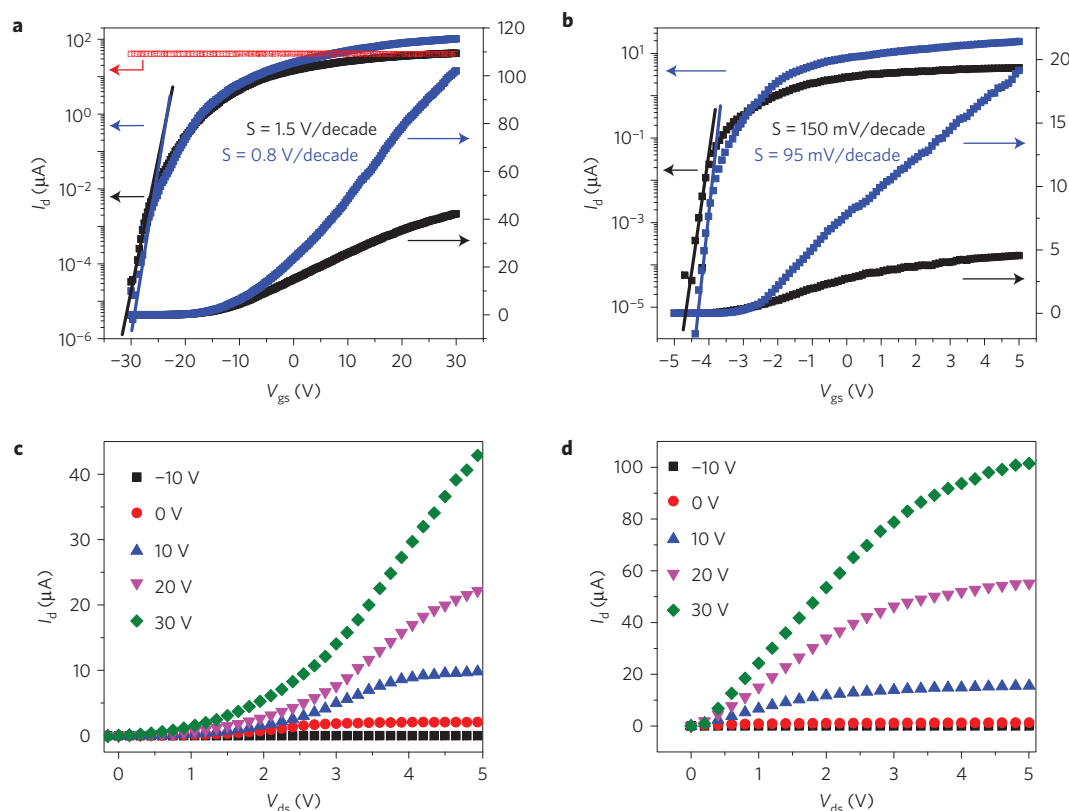 a
10² 10⁰ 10⁻² 10⁻⁴ 10⁻⁶
I_d (µA)
120 100 80 60 40 20 0
S = 1.5 V/decade
S = 0.8 V/decade
−30 −20 −10 0 10 20 30
V_gs (V)
b
10¹ 10⁻¹ 10⁻³ 10⁻⁵
I_d (µA)
20 15 10 5 0
S = 150 mV/decade
S = 95 mV/decade
−5 −4 −3 −2 −1 0 1 2 3 4 5
V_gs (V)
c
40 30 20 10 0
I_d (µA)
−10 V
0 V
10 V
20 V
30 V
0 1 2 3 4 5
V_ds (V)
d
100 80 60 40 20 0
I_d (µA)
−10 V
0 V
10 V
20 V
30 V
0 1 2 3 4 5
V_ds (V)